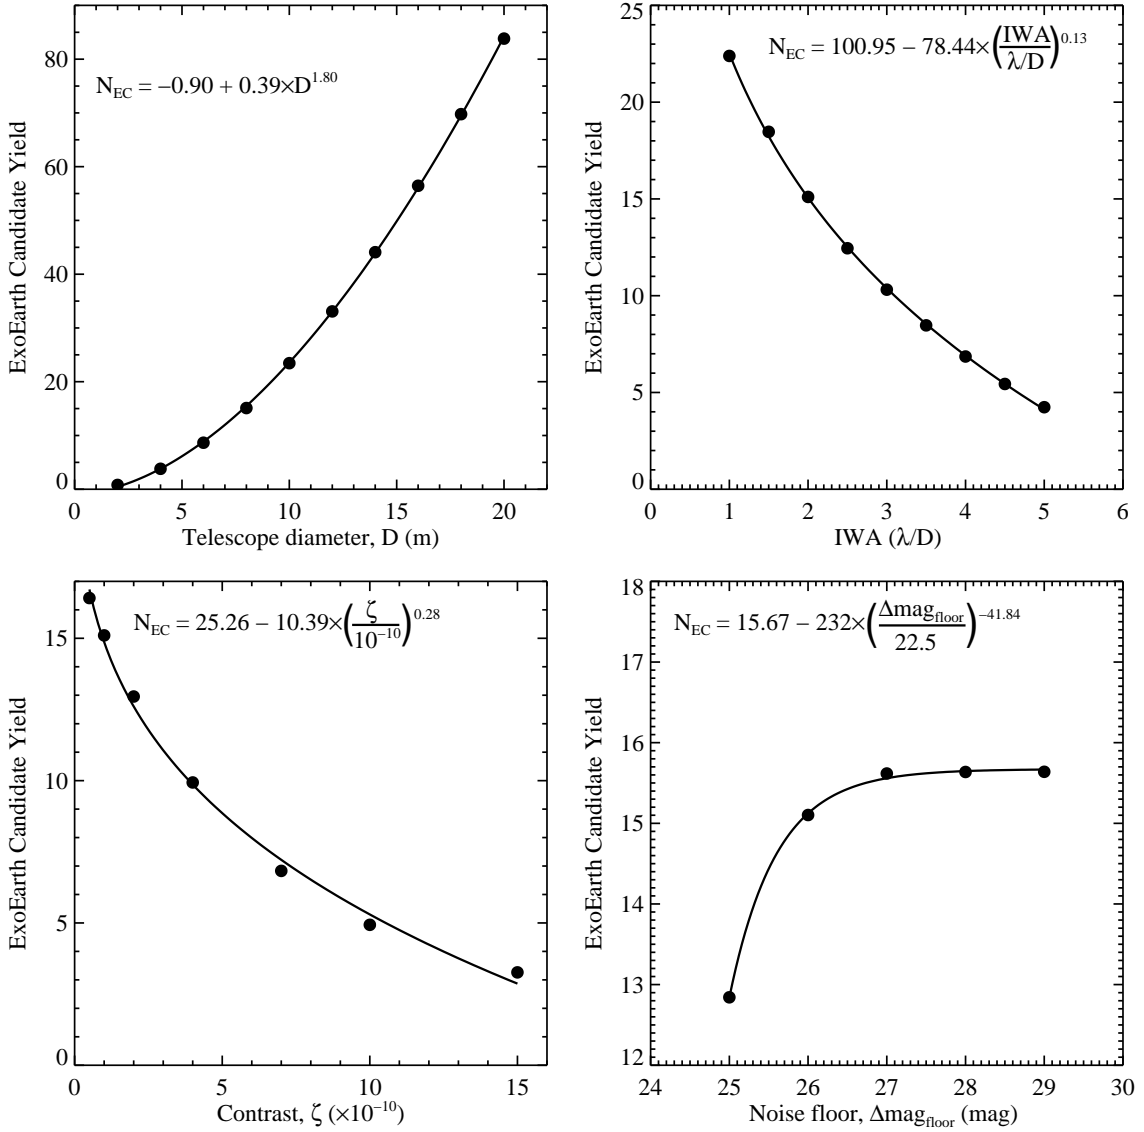 N_EC = −0.90 + 0.39×D^1.80
ExoEarth Candidate Yield
80
60
40
20
0
0 5 10 15 20
Telescope diameter, D (m)
N_EC = 100.95 − 78.44×(IWA / λ/D)^0.13
ExoEarth Candidate Yield
25
20
15
10
5
0
0 1 2 3 4 5 6
IWA (λ/D)
N_EC = 25.26 − 10.39×(ζ / 10^−10)^0.28
ExoEarth Candidate Yield
15
10
5
0
0 5 10 15
Contrast, ζ (×10^−10)
N_EC = 15.67 − 232×(Δmag_floor / 22.5)^−41.84
ExoEarth Candidate Yield
18
17
16
15
14
13
12
24 25 26 27 28 29 30
Noise floor, Δmag_floor (mag)